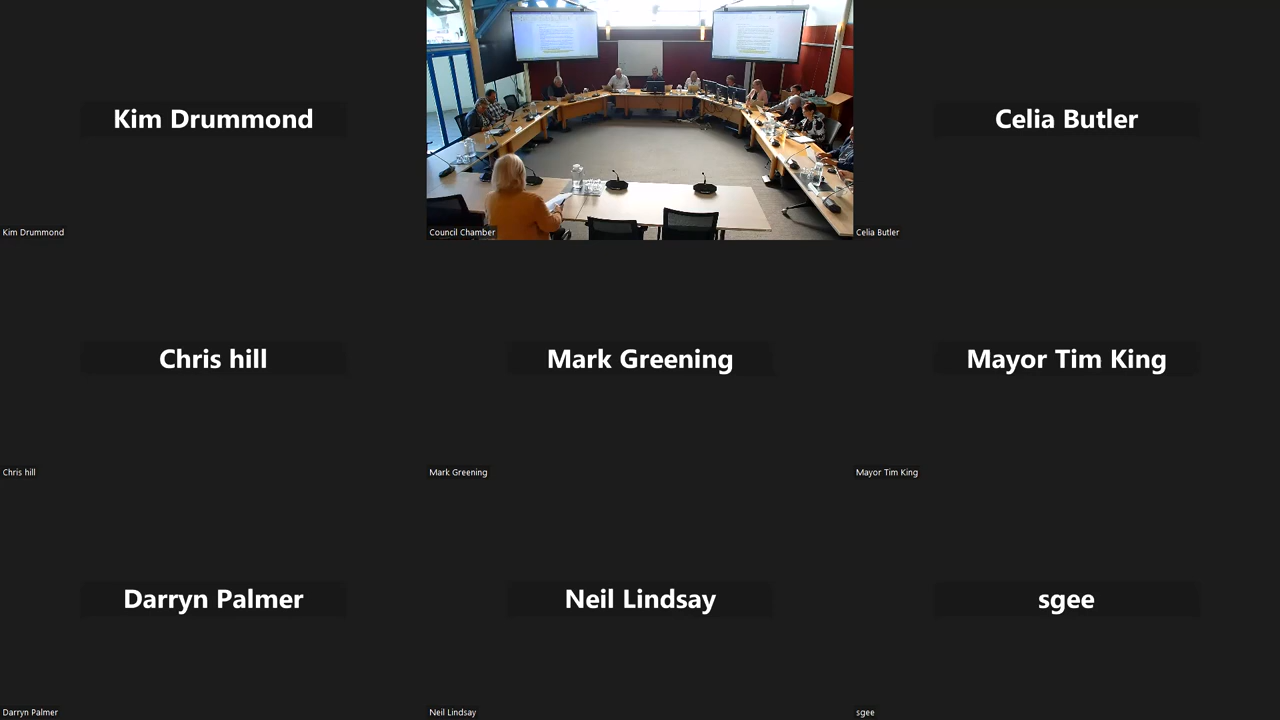 Kim Drummond
Kim Drummond
Council Chamber
Celia Butler
Celia Butler
Chris hill
Chris hill
Mark Greening
Mark Greening
Mayor Tim King
Mayor Tim King
Darryn Palmer
Darryn Palmer
Neil Lindsay
Neil Lindsay
sgee
sgee